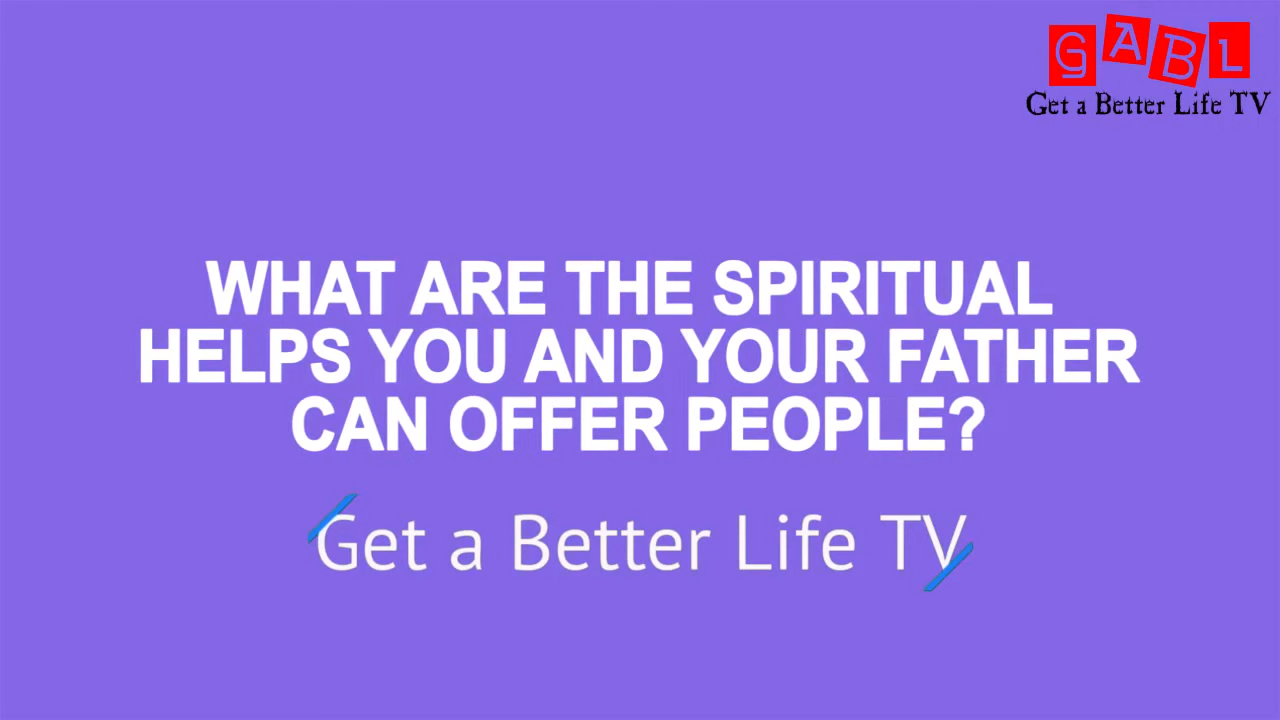 GABL
Get a Better Life TV
WHAT ARE THE SPIRITUAL
HELPS YOU AND YOUR FATHER
CAN OFFER PEOPLE?
Get a Better Life TV